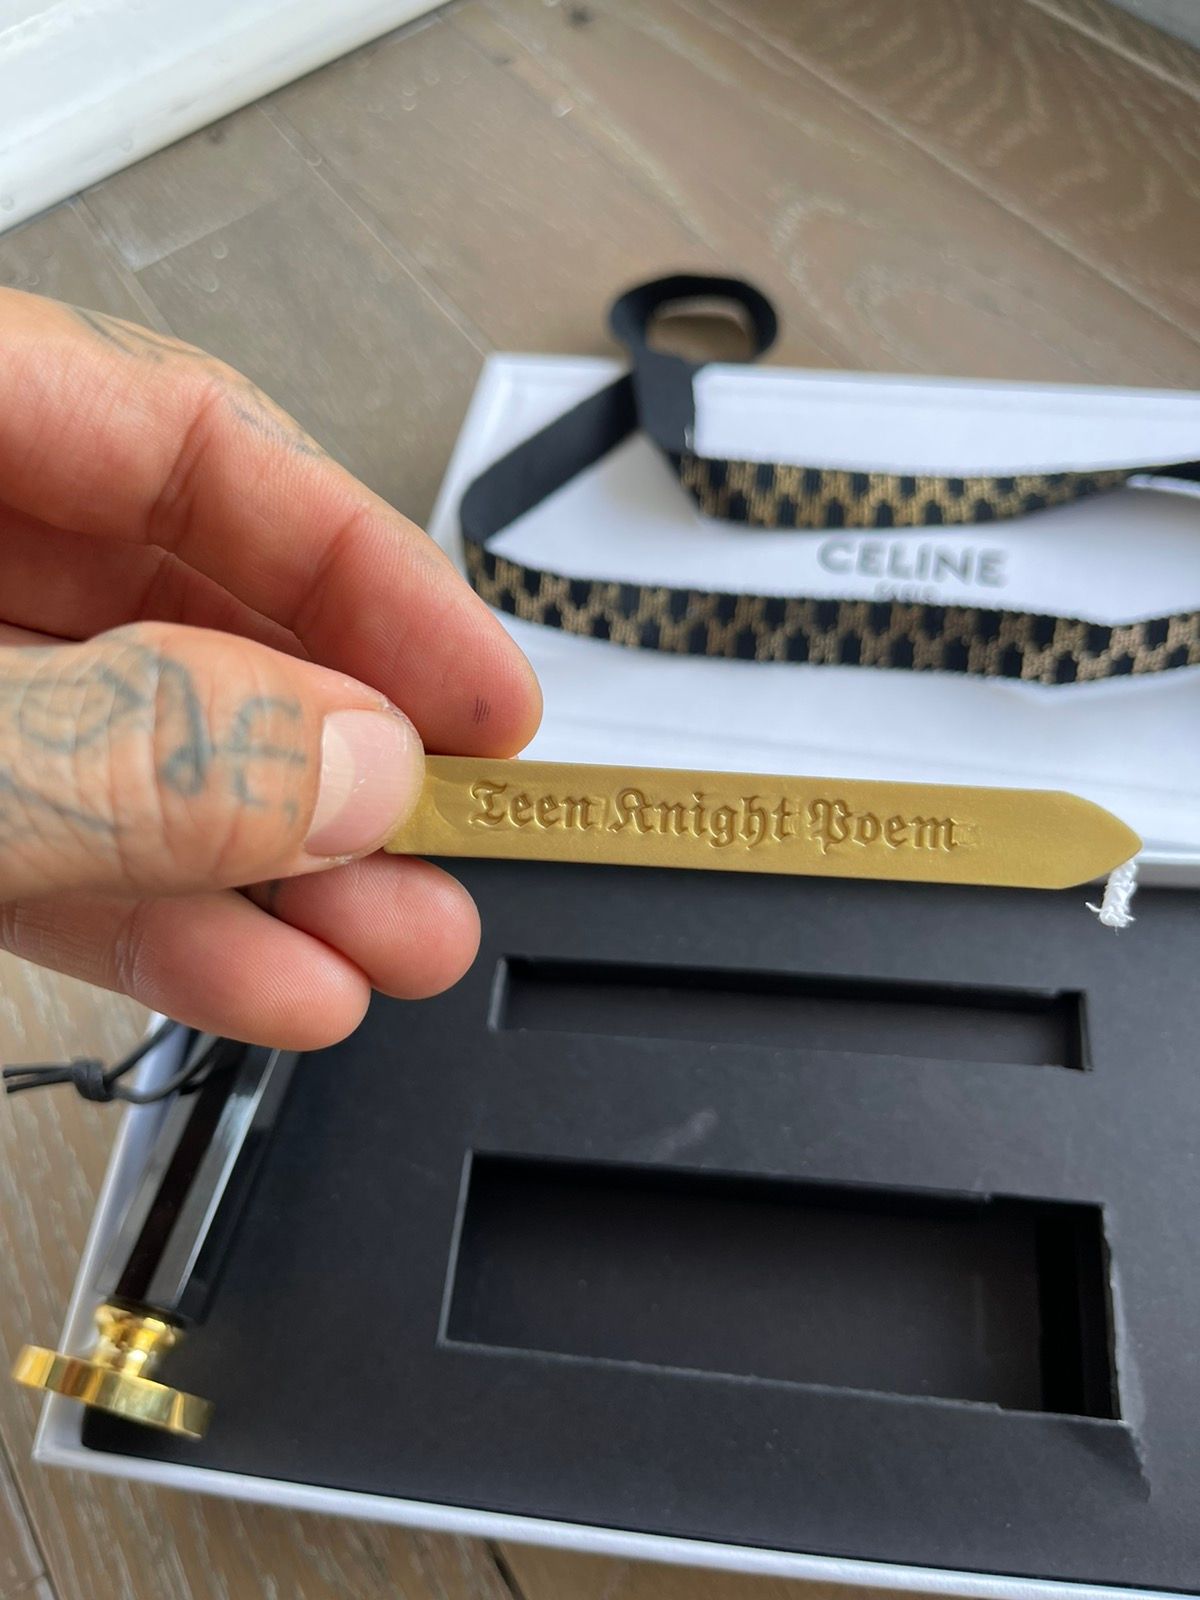 CELINE
PARIS
Teen Knight Poem